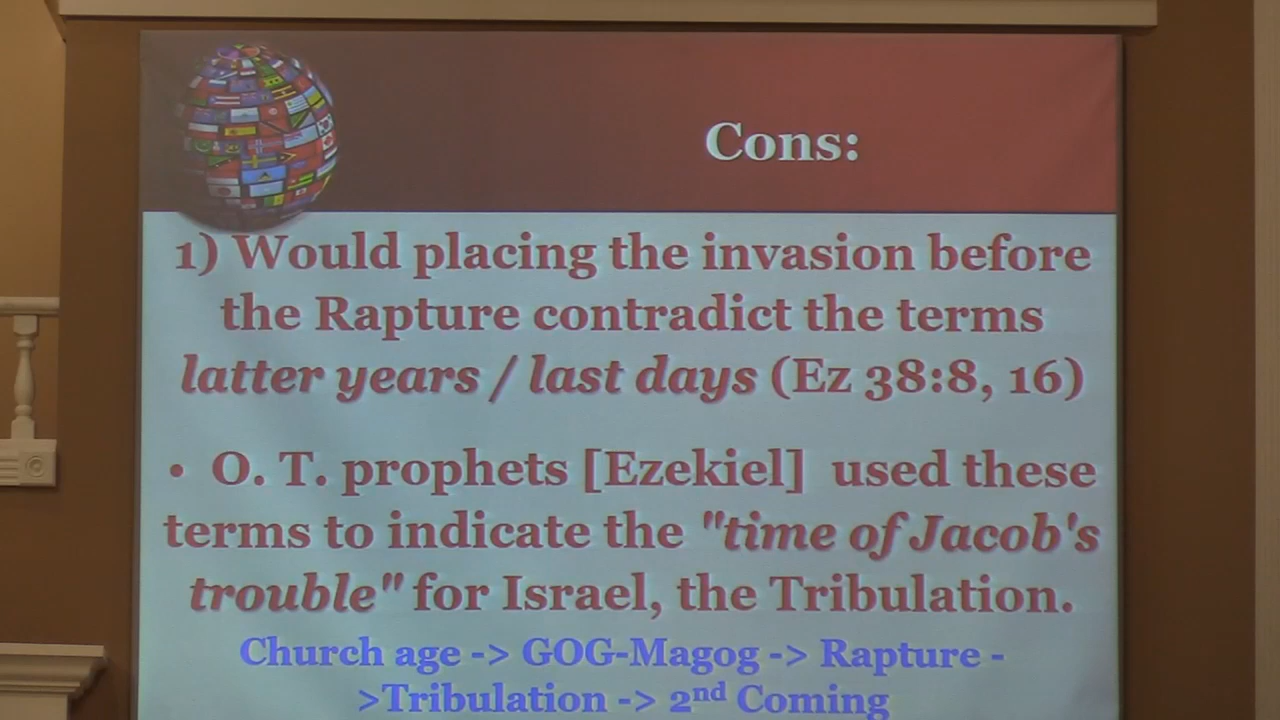 Cons:
1) Would placing the invasion before
the Rapture contradict the terms
latter years / last days (Ez 38:8, 16)
• O. T. prophets [Ezekiel] used these
terms to indicate the "time of Jacob's
trouble" for Israel, the Tribulation.
Church age -> GOG-Magog -> Rapture -
>Tribulation -> 2nd Coming